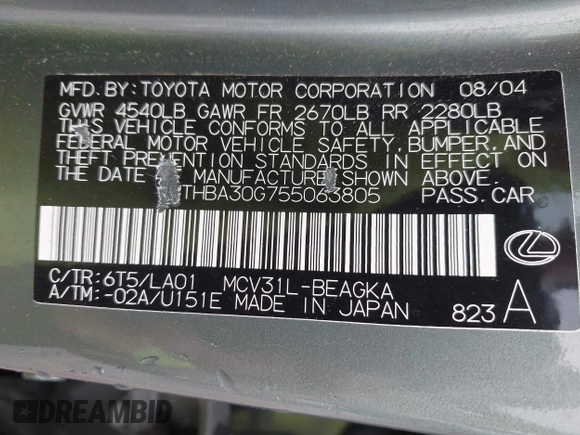 MFD. BY: TOYOTA MOTOR CORPORATION 08/04
GVWR 4540LB GAWR FR 2670LB RR 2280LB
THIS VEHICLE CONFORMS TO ALL APPLICABLE
FEDERAL MOTOR VEHICLE SAFETY, BUMPER, AND
THEFT PREVENTION STANDARDS IN EFFECT ON
THE DATE MANUFACTURE SHOWN ABOVE.
THBA30G755063805 PASS. CAR
C/TR: 6T5/LA01 MCV31L-BEAGKA
A/TM: -02A/U151E MADE IN JAPAN 823 A
DREAMBID